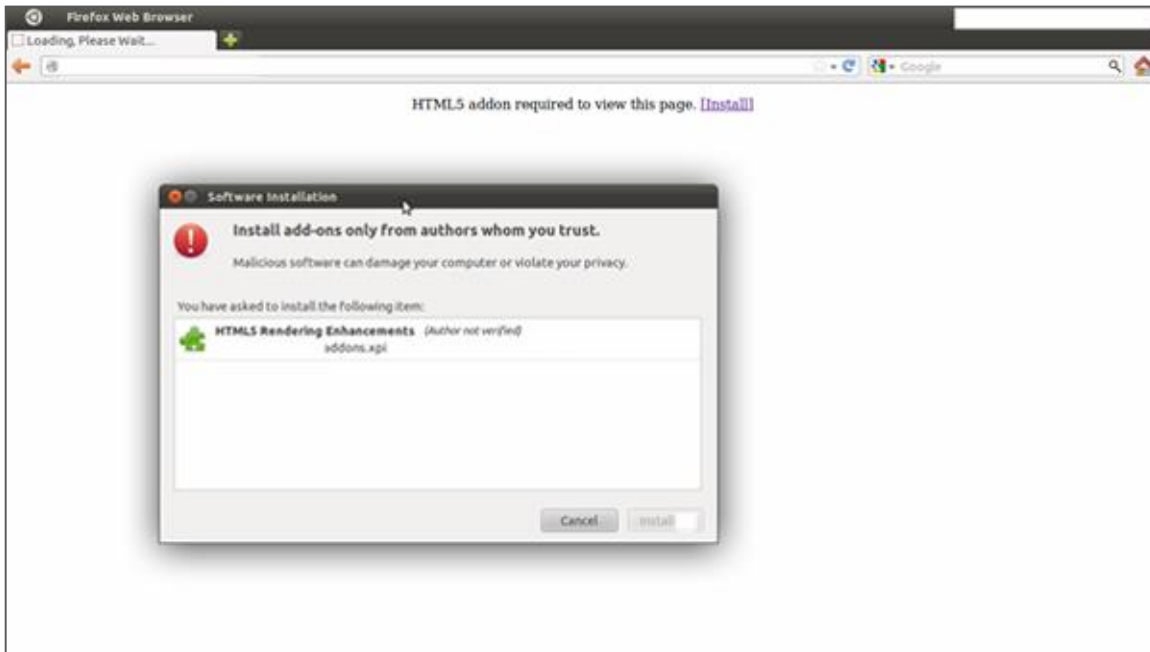 Firefox Web Browser
Loading, Please Wait...
Google
HTML5 addon required to view this page. [Install]
Software Installation
Install add-ons only from authors whom you trust.
Malicious software can damage your computer or violate your privacy.
You have asked to install the following item:
HTML5 Rendering Enhancements (Author not verified)
addons.xpi
Cancel Install